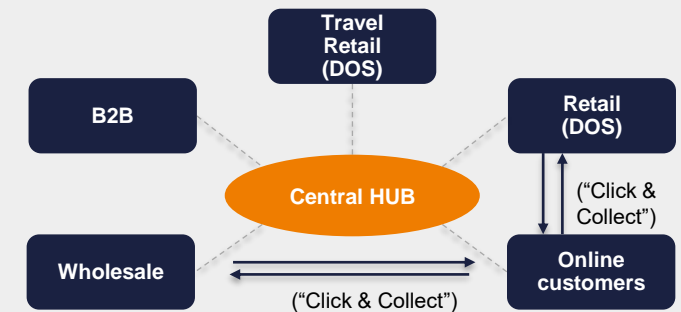 Travel
Retail
(DOS)
B2B
Retail
(DOS)
Central HUB
(“Click &
Collect”)
Wholesale
Online
customers
(“Click & Collect”)